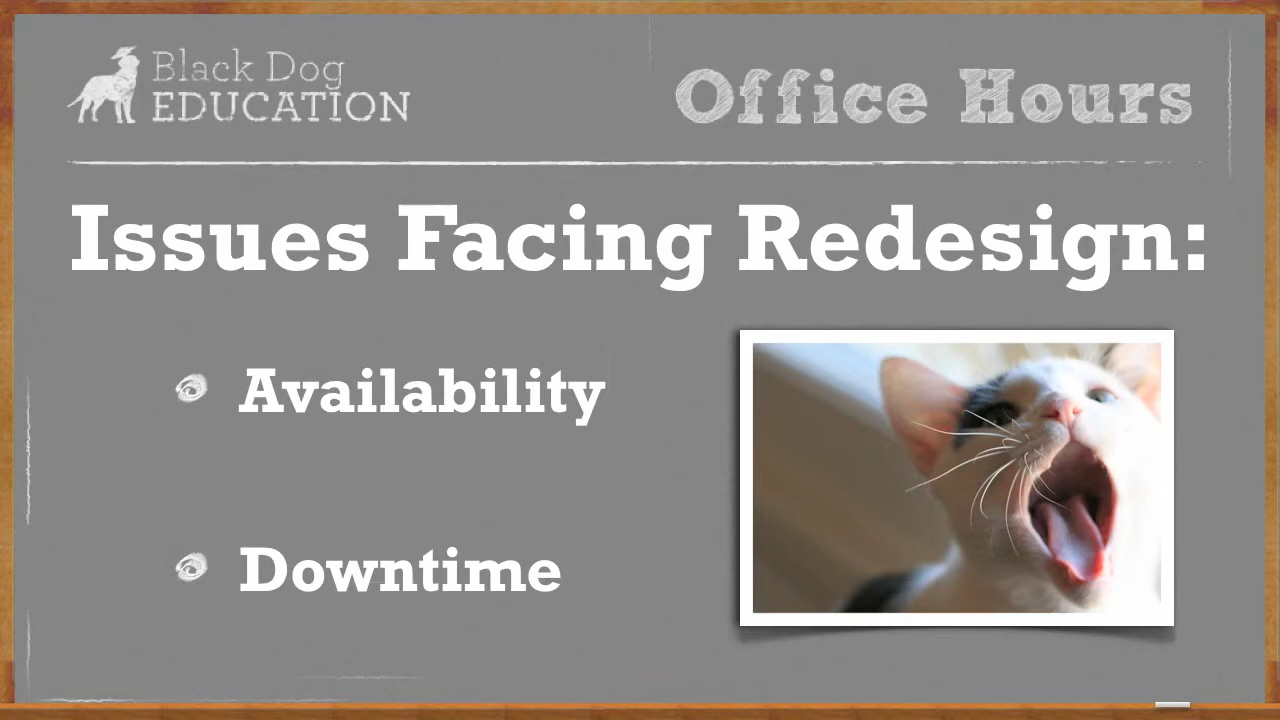 Black Dog
EDUCATION
Office Hours
Issues Facing Redesign:
Availability
Downtime